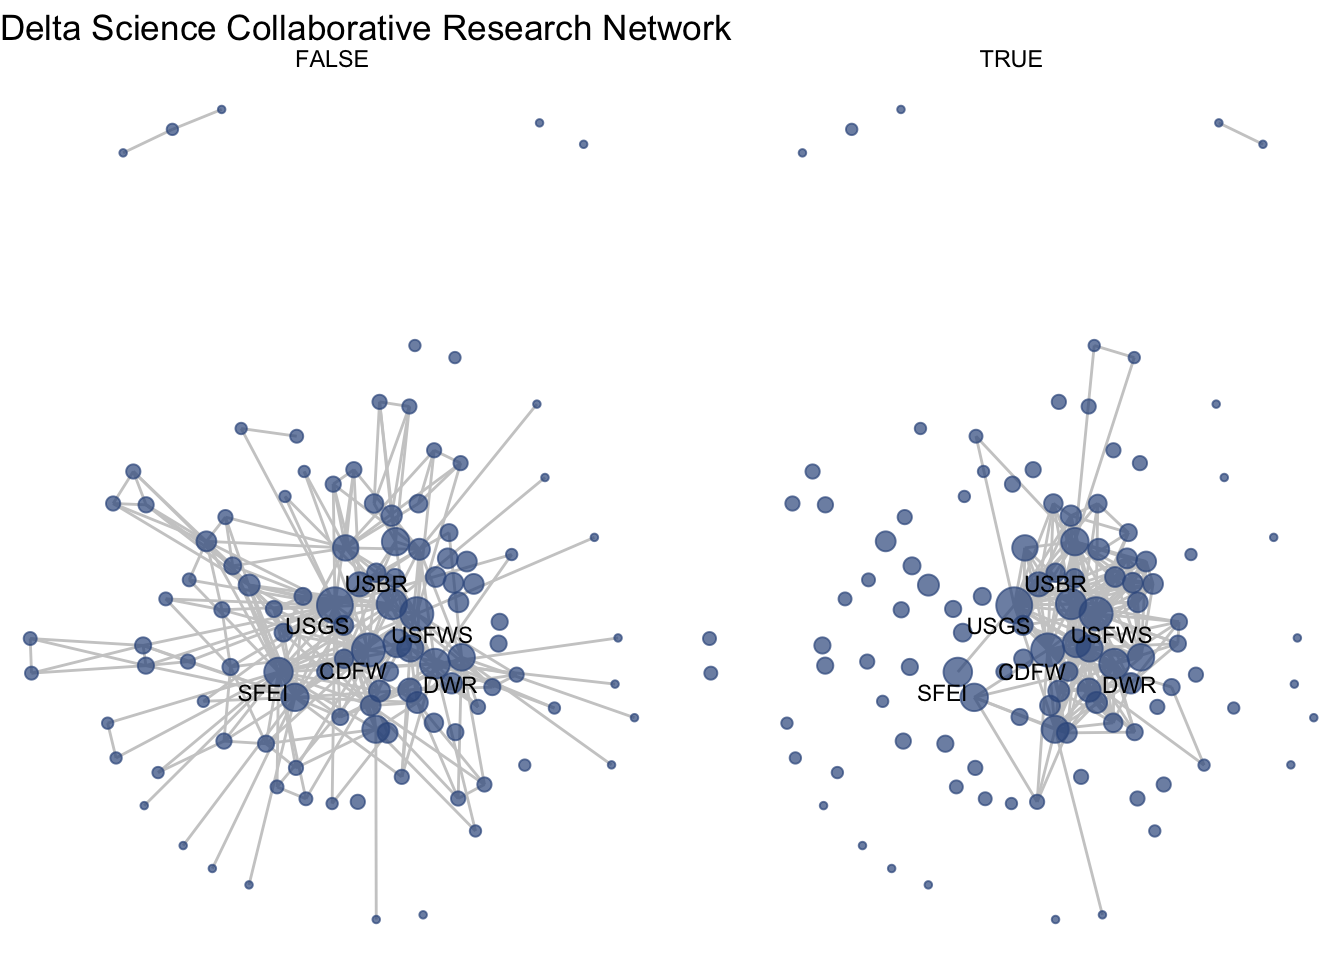 Delta Science Collaborative Research Network
FALSE
TRUE
USBR
USGS
USFWS
CDFW
SFEI
DWR
USBR
USGS
USFWS
CDFW
SFEI
DWR